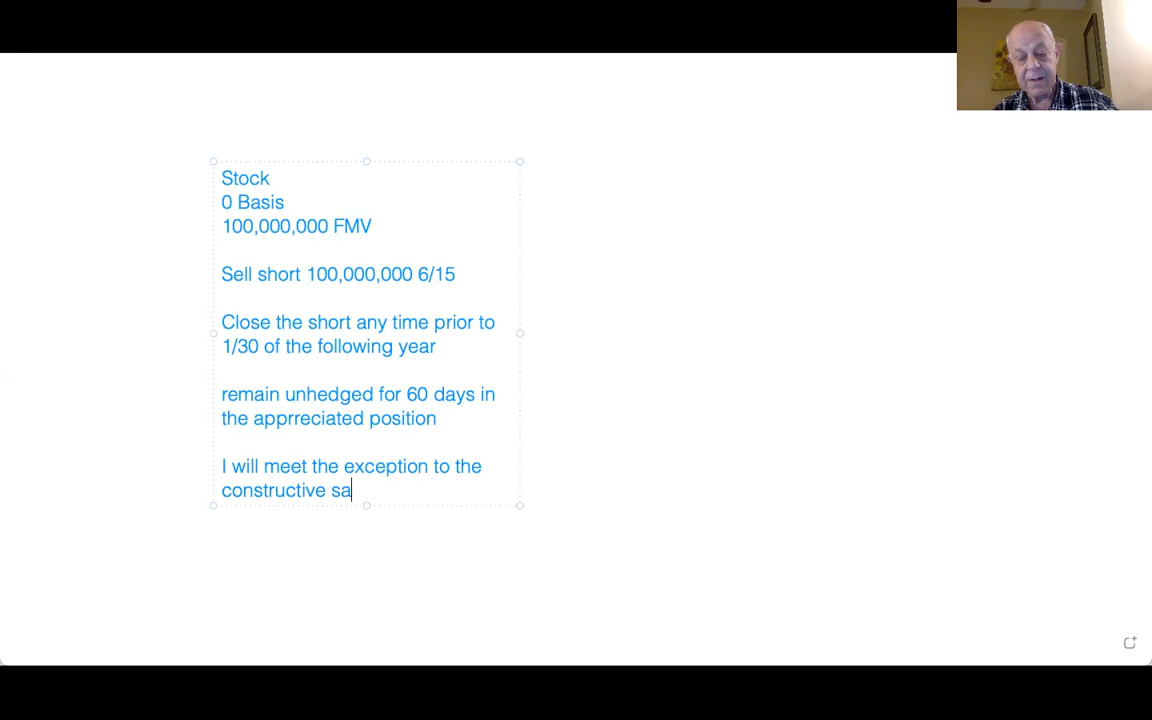 Stock
0 Basis
100,000,000 FMV
Sell short 100,000,000 6/15
Close the short any time prior to
1/30 of the following year
remain unhedged for 60 days in
the apprreciated position
I will meet the exception to the
constructive sa